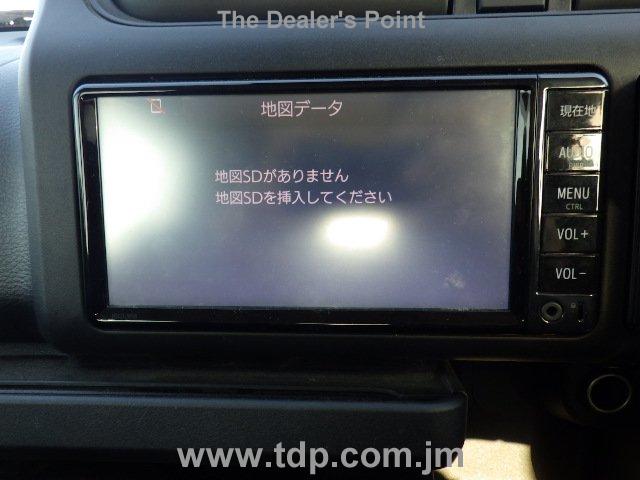 The Dealer's Point
地図データ
現在地
地図SDがありません
地図SDを挿入してください
AUDIO
MENU
CTRL
VOL+
VOL-
www.tdp.com.jm